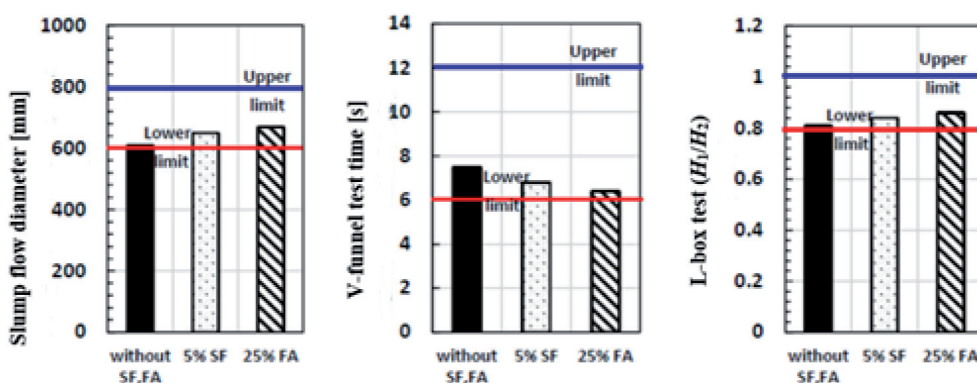 Slump flow diameter [mm]
1000
800
600
400
200
0
Upper
limit
Lower
limit
without
SF,FA
5% SF
25% FA
V-funnel test time [s]
14
12
10
8
6
4
2
0
Upper
limit
Lower
limit
without
SF,FA
5% SF
25% FA
L-box test (H1/H2)
1.2
1
0.8
0.6
0.4
0.2
0
Upper
limit
Lower
limit
without
SF,FA
5% SF
25% FA